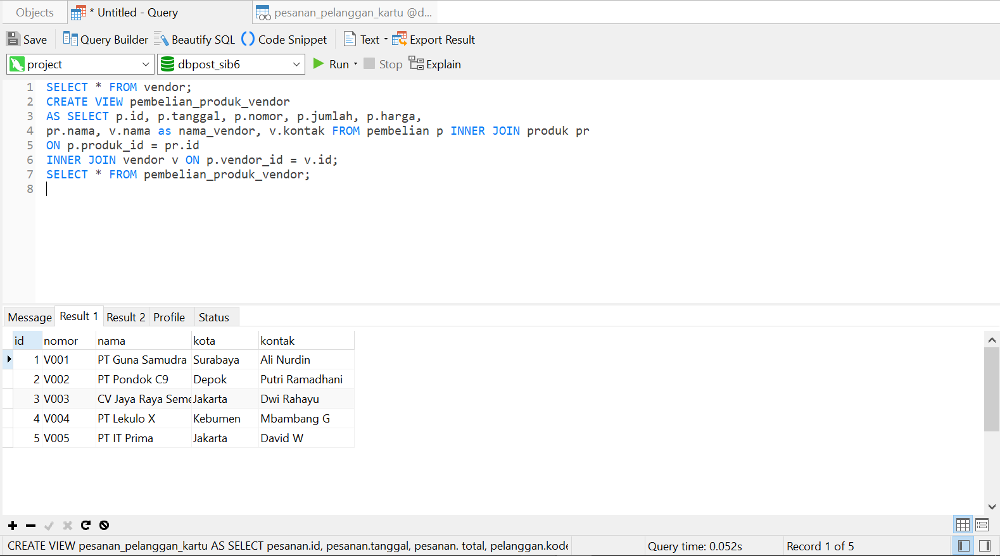 Objects * Untitled - Query pesanan_pelanggan_kartu @d...
Save Query Builder Beautify SQL Code Snippet Text Export Result
project dbpost_sib6 Run Stop Explain
1 SELECT * FROM vendor;
2 CREATE VIEW pembelian_produk_vendor
3 AS SELECT p.id, p.tanggal, p.nomor, p.jumlah, p.harga,
4 pr.nama, v.nama as nama_vendor, v.kontak FROM pembelian p INNER JOIN produk pr
5 ON p.produk_id = pr.id
6 INNER JOIN vendor v ON p.vendor_id = v.id;
7 SELECT * FROM pembelian_produk_vendor;
8
Message Result 1 Result 2 Profile Status
id nomor nama kota kontak
1 V001 PT Guna Samudra Surabaya Ali Nurdin
2 V002 PT Pondok C9 Depok Putri Ramadhani
3 V003 CV Jaya Raya Seme Jakarta Dwi Rahayu
4 V004 PT Lekulo X Kebumen Mbambang G
5 V005 PT IT Prima Jakarta David W
CREATE VIEW pesanan_pelanggan_kartu AS SELECT pesanan.id, pesanan.tanggal, pesanan. total, pelanggan.kode Query time: 0.052s Record 1 of 5